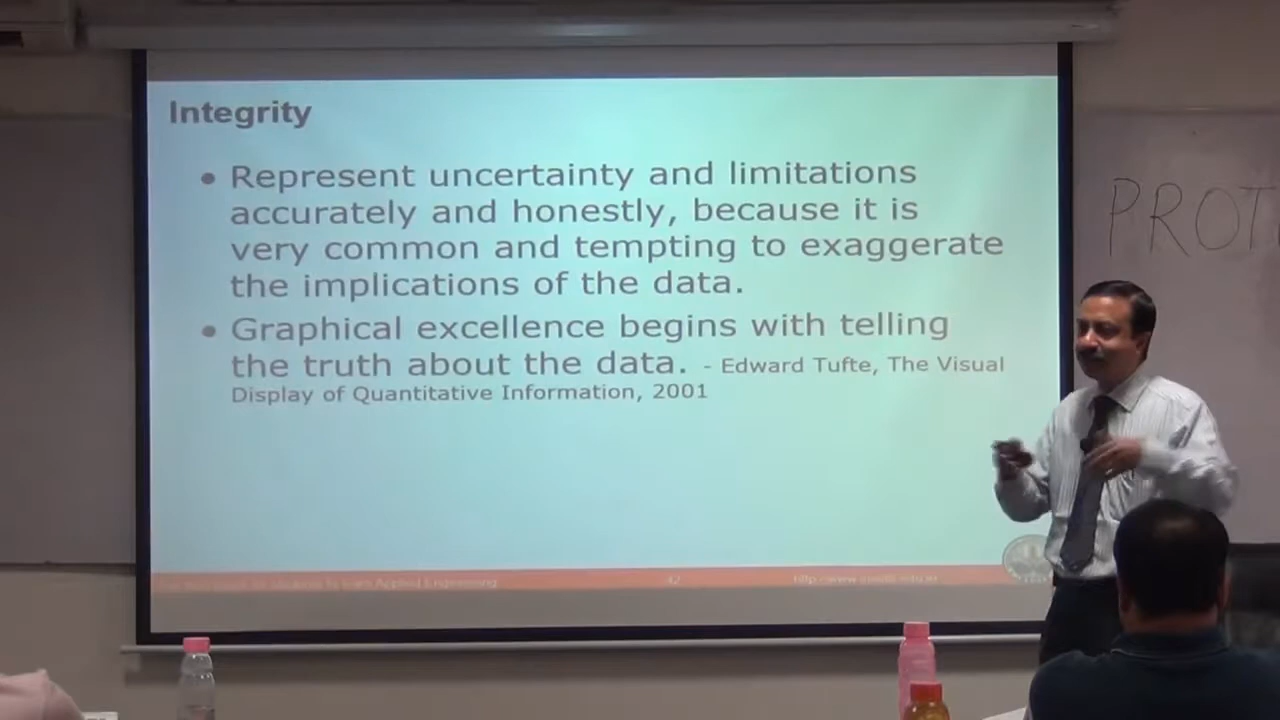 Integrity
• Represent uncertainty and limitations
accurately and honestly, because it is
very common and tempting to exaggerate
the implications of the data.
• Graphical excellence begins with telling
the truth about the data. - Edward Tufte, The Visual
Display of Quantitative Information, 2001
PROT
Applied Engineering